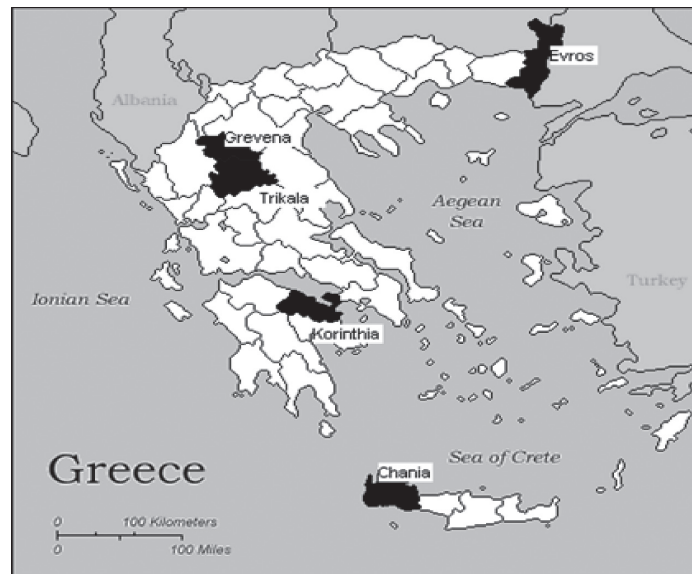 Evros
Albania
Grevena
Trikala
Aegean
Sea
Turkey
Ionian Sea
Korinthia
Sea of Crete
Chania
Greece
0 100 Kilometers
0 100 Miles